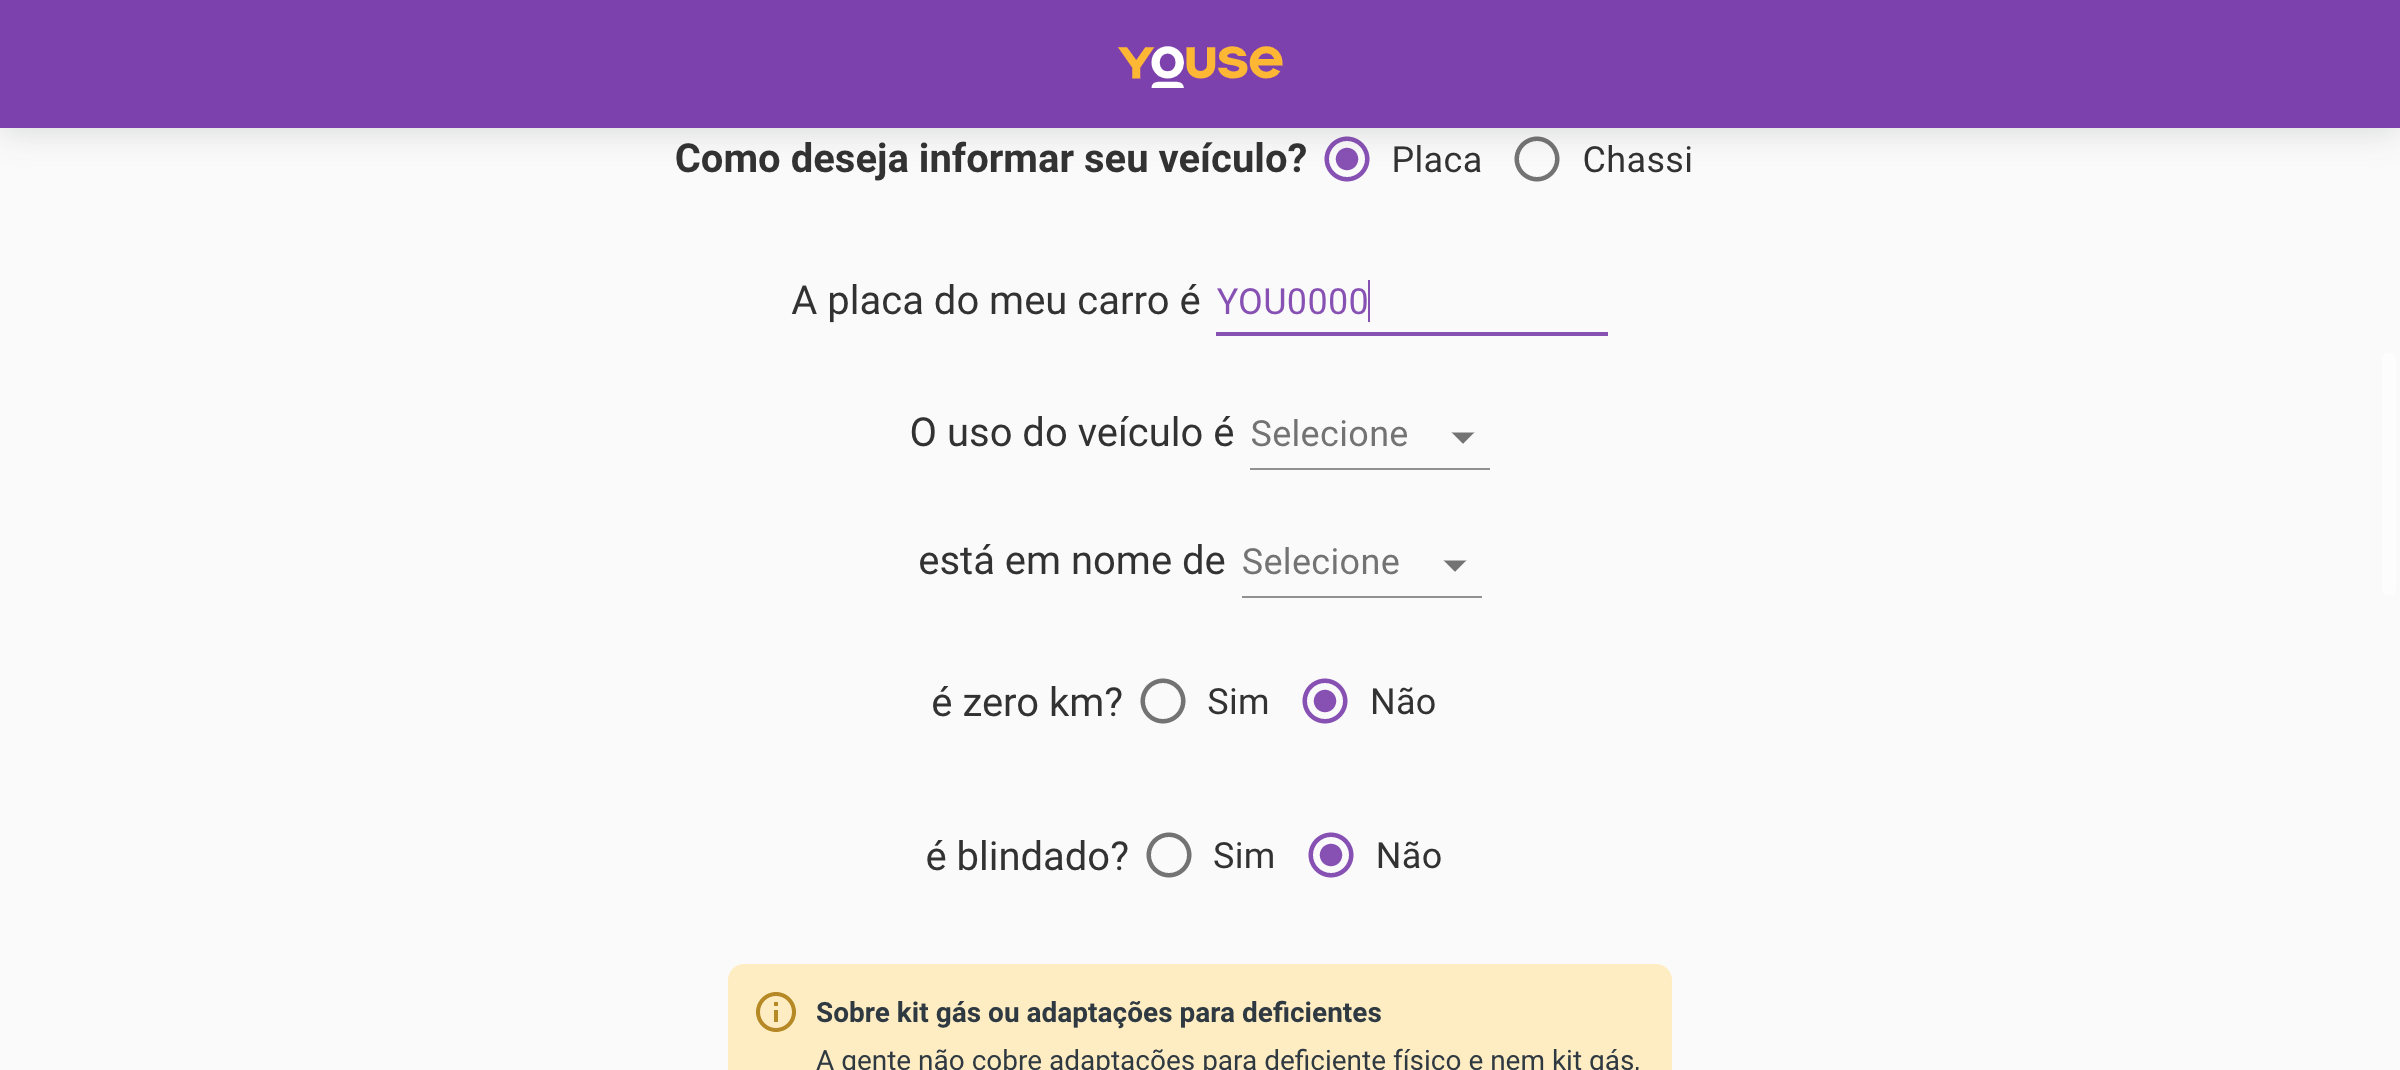 YOUSE
Como deseja informar seu veículo? Placa Chassi
A placa do meu carro é YOU0000
O uso do veículo é Selecione
está em nome de Selecione
é zero km? Sim Não
é blindado? Sim Não
Sobre kit gás ou adaptações para deficientes
A gente não cobre adaptações para deficiente físico e nem kit gás,